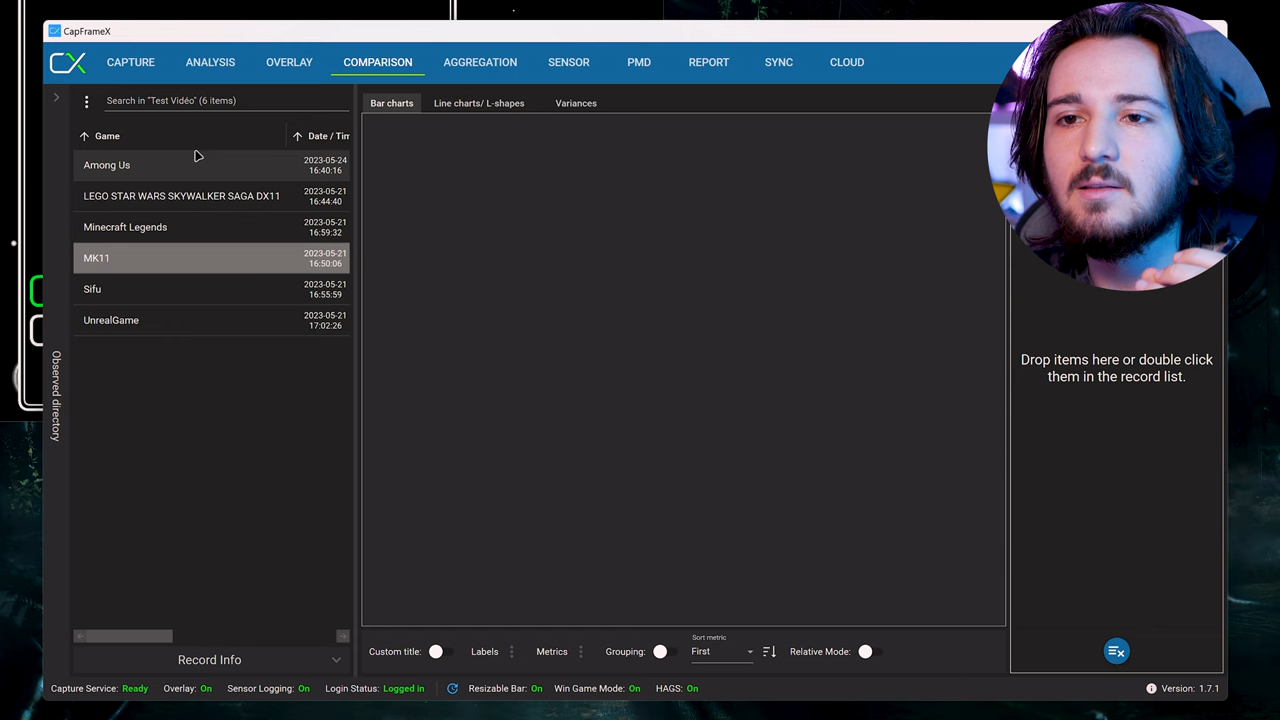 CapFrameX
CX CAPTURE ANALYSIS OVERLAY COMPARISON AGGREGATION SENSOR PMD REPORT SYNC CLOUD
Search in "Test Vidéo" (6 items)
Game Date / Tim
Among Us 2023-05-24 16:40:16
LEGO STAR WARS SKYWALKER SAGA DX11 2023-05-21 16:44:40
Minecraft Legends 2023-05-21 16:59:32
MK11 2023-05-21 16:50:06
Sifu 2023-05-21 16:55:59
UnrealGame 2023-05-21 17:02:26
Observed directory
Record Info
Bar charts Line charts/ L-shapes Variances
Drop items here or double click
them in the record list.
Custom title: Labels Metrics Grouping: Sort metric First Relative Mode:
Capture Service: Ready Overlay: On Sensor Logging: On Login Status: Logged in Resizable Bar: On Win Game Mode: On HAGS: On Version: 1.7.1